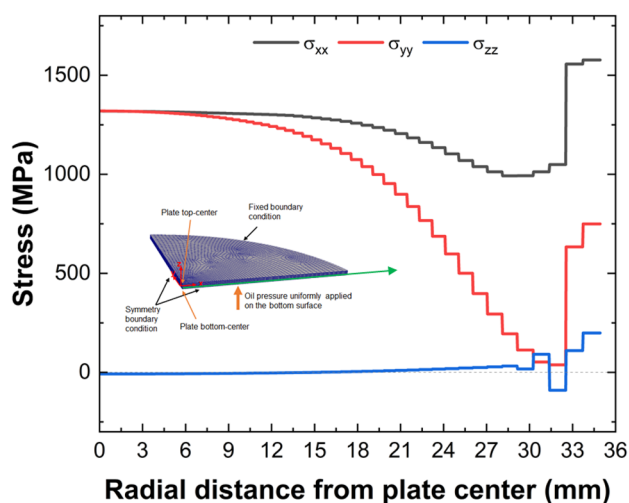 σxx σyy σzz
Stress (MPa)
1500
1000
500
0
Fixed boundary
condition
Plate top-center
Oil pressure uniformly applied
on the bottom surface
Symmetry
boundary
condition
Plate bottom-center
0 3 6 9 12 15 18 21 24 27 30 33 36
Radial distance from plate center (mm)